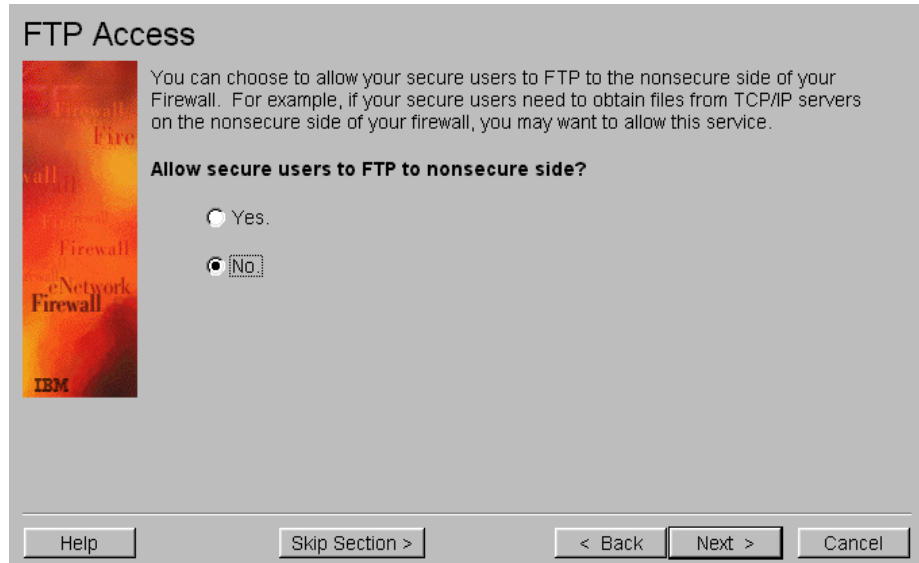 FTP Access
You can choose to allow your secure users to FTP to the nonsecure side of your
Firewall. For example, if your secure users need to obtain files from TCP/IP servers
on the nonsecure side of your firewall, you may want to allow this service.
Allow secure users to FTP to nonsecure side?
Yes.
No.
Firewall
Fire
wall
Firewall
Firewall
eNetwork
Firewall
IBM
Help
Skip Section >
< Back
Next >
Cancel